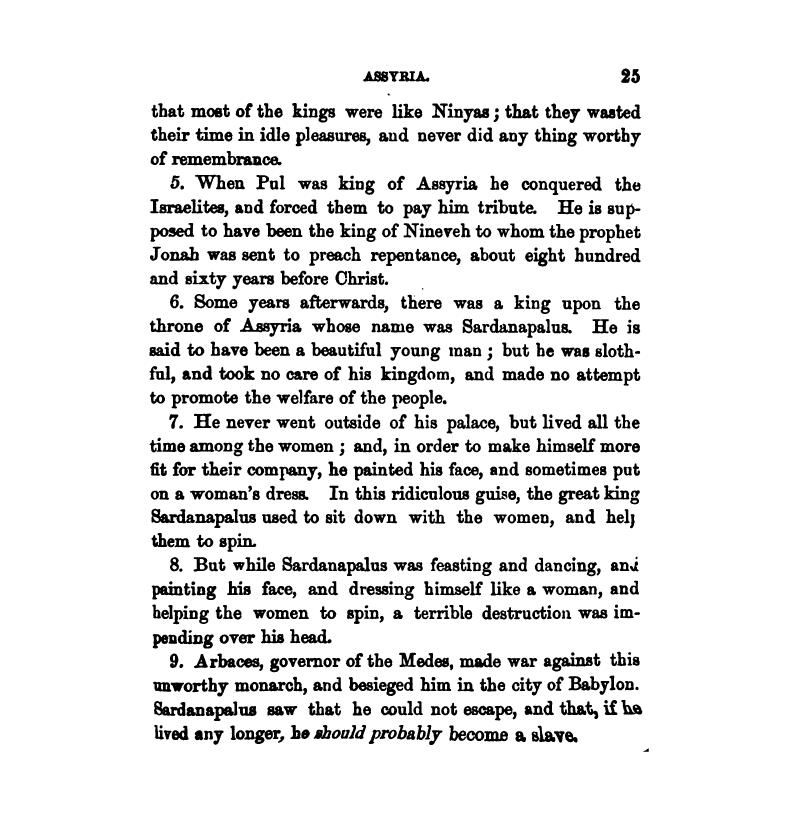 ASSYRIA. 25
that most of the kings were like Ninyas; that they wasted
their time in idle pleasures, and never did any thing worthy
of remembrance.
5. When Pul was king of Assyria he conquered the
Israelites, and forced them to pay him tribute. He is sup-
posed to have been the king of Nineveh to whom the prophet
Jonah was sent to preach repentance, about eight hundred
and sixty years before Christ.
6. Some years afterwards, there was a king upon the
throne of Assyria whose name was Sardanapalus. He is
said to have been a beautiful young man; but he was sloth-
ful, and took no care of his kingdom, and made no attempt
to promote the welfare of the people.
7. He never went outside of his palace, but lived all the
time among the women; and, in order to make himself more
fit for their company, he painted his face, and sometimes put
on a woman's dress. In this ridiculous guise, the great king
Sardanapalus used to sit down with the women, and help
them to spin.
8. But while Sardanapalus was feasting and dancing, and
painting his face, and dressing himself like a woman, and
helping the women to spin, a terrible destruction was im-
pending over his head.
9. Arbaces, governor of the Medes, made war against this
unworthy monarch, and besieged him in the city of Babylon.
Sardanapalus saw that he could not escape, and that, if he
lived any longer, he should probably become a slave.